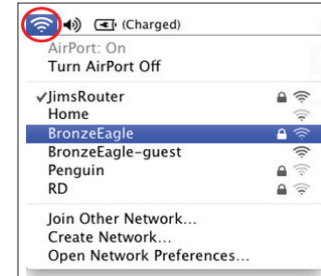 (Charged)
AirPort: On
Turn AirPort Off
✓JimsRouter
Home
BronzeEagle
BronzeEagle-guest
Penguin
RD
Join Other Network...
Create Network...
Open Network Preferences...